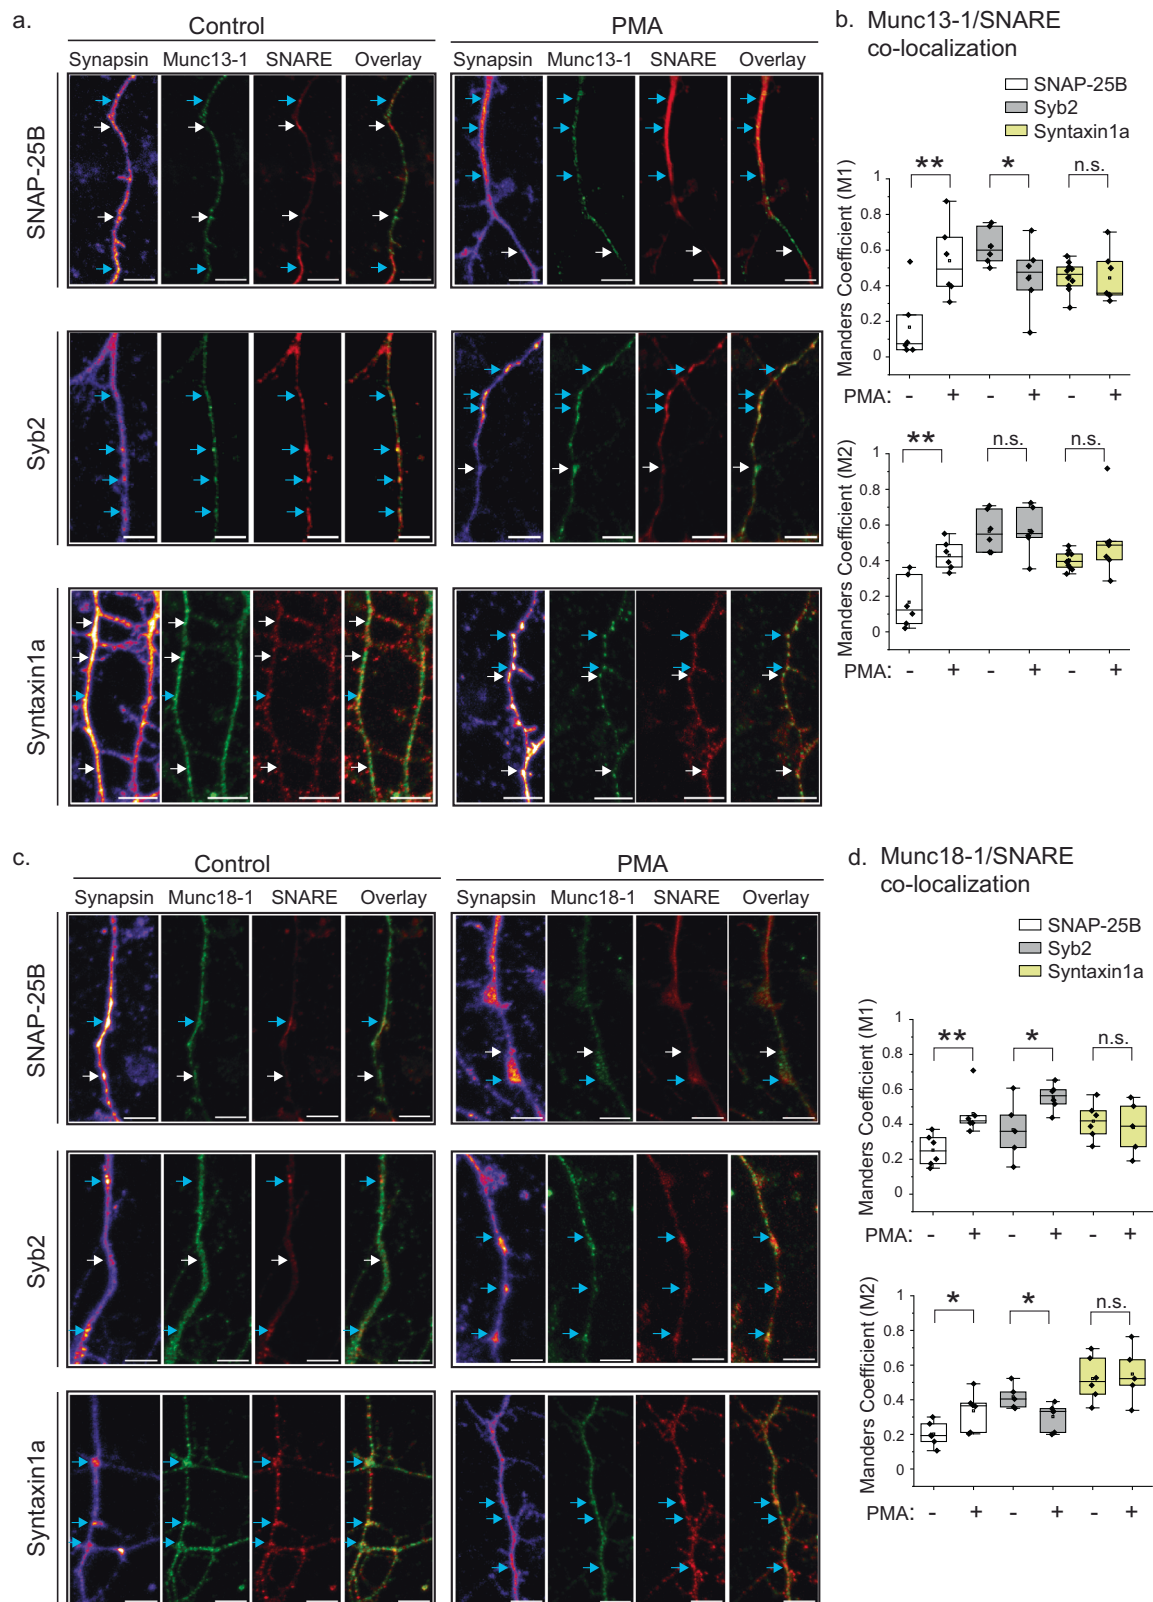 a.
Control
PMA
Synapsin Munc13-1 SNARE Overlay
Synapsin Munc13-1 SNARE Overlay
SNAP-25B
Syb2
Syntaxin1a
b. Munc13-1/SNARE
co-localization
SNAP-25B
Syb2
Syntaxin1a
** * n.s.
Manders Coefficient (M1)
1
0.8
0.6
0.4
0.2
0
PMA: - + - + - +
** n.s. n.s.
Manders Coefficient (M2)
1
0.8
0.6
0.4
0.2
0
PMA: - + - + - +
c.
Control
PMA
Synapsin Munc18-1 SNARE Overlay
Synapsin Munc18-1 SNARE Overlay
SNAP-25B
Syb2
Syntaxin1a
d. Munc18-1/SNARE
co-localization
SNAP-25B
Syb2
Syntaxin1a
** * n.s.
Manders Coefficient (M1)
1
0.8
0.6
0.4
0.2
0
PMA: - + - + - +
* * n.s.
Manders Coefficient (M2)
1
0.8
0.6
0.4
0.2
0
PMA: - + - + - +